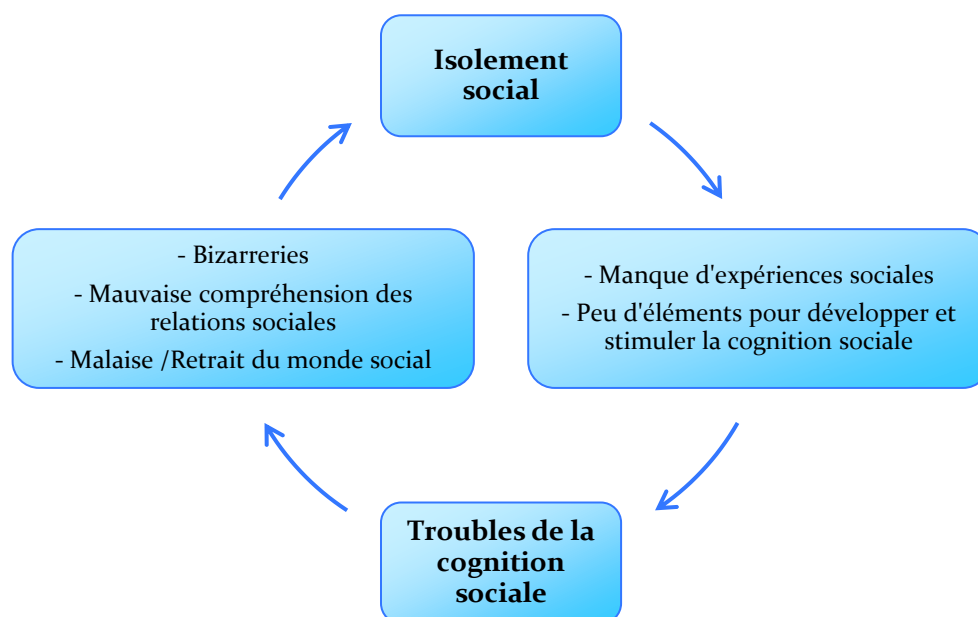 Isolement
social
- Bizarreries
- Mauvaise compréhension des
relations sociales
- Malaise /Retrait du monde social
- Manque d'expériences sociales
- Peu d'éléments pour développer et
stimuler la cognition sociale
Troubles de la
cognition
sociale